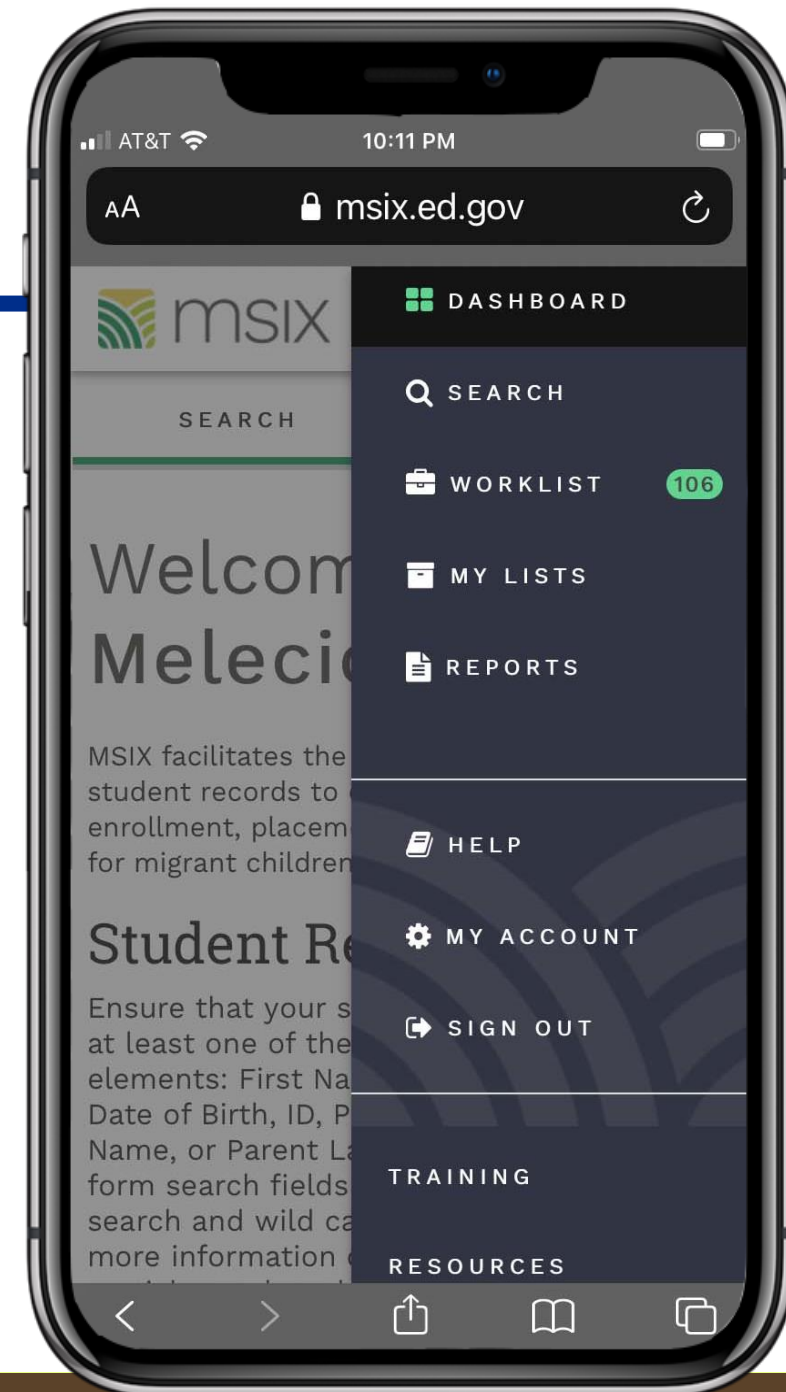 AT&T 10:11 PM
AA msix.ed.gov
msix
SEARCH
Welcom
Meleci
MSIX facilitates the
student records to
enrollment, placem
for migrant children
Student Re
Ensure that your s
at least one of the
elements: First Na
Date of Birth, ID, P
Name, or Parent La
form search fields
search and wild ca
more information
DASHBOARD
SEARCH
WORKLIST 106
MY LISTS
REPORTS
HELP
MY ACCOUNT
SIGN OUT
TRAINING
RESOURCES